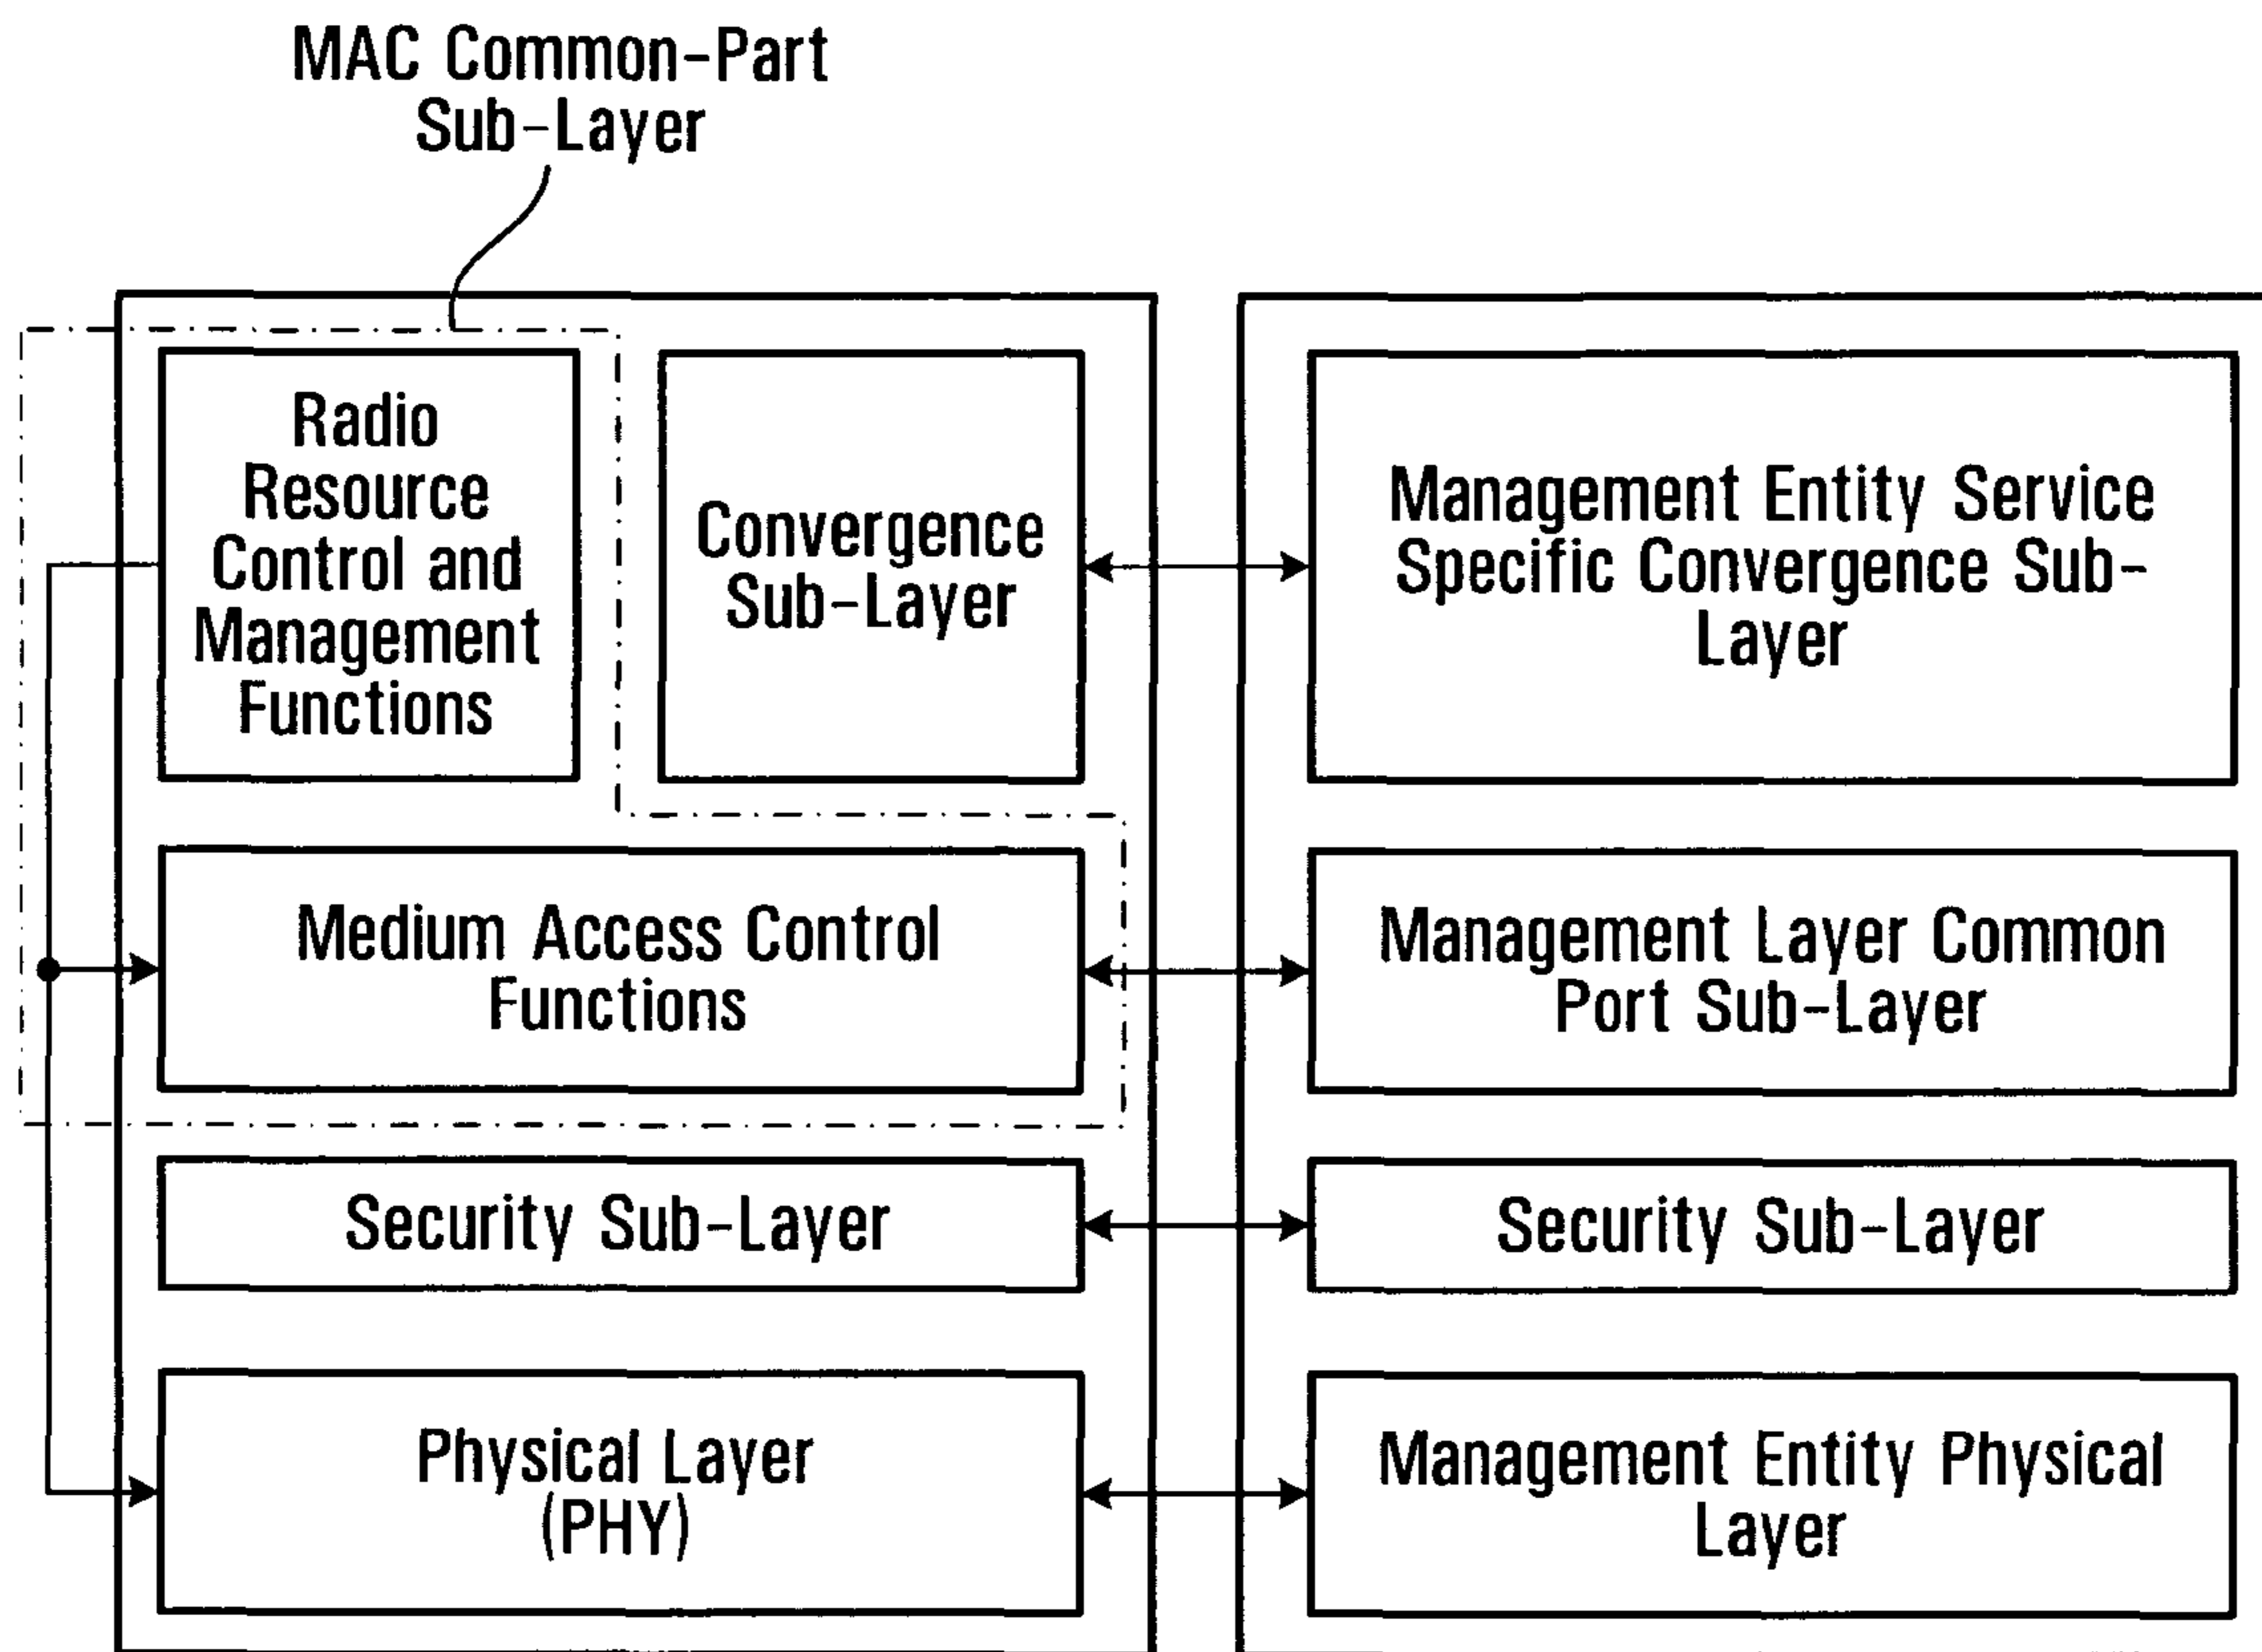 MAC Common-Part
Sub-Layer
Radio
Resource
Control and
Management
Functions
Convergence
Sub-Layer
Management Entity Service
Specific Convergence Sub-
Layer
Medium Access Control
Functions
Management Layer Common
Port Sub-Layer
Security Sub-Layer
Security Sub-Layer
Physical Layer
(PHY)
Management Entity Physical
Layer